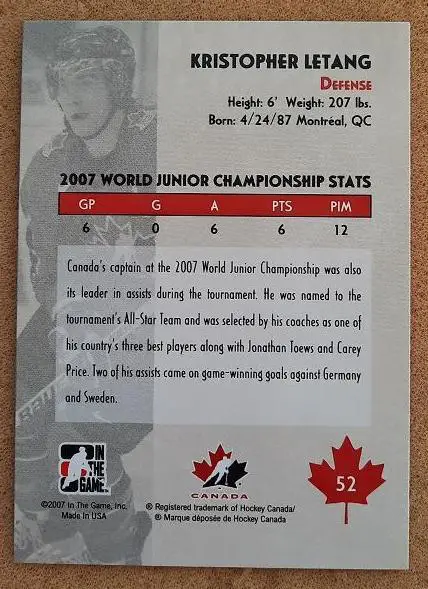 KRISTOPHER LETANG
DEFENSE
Height: 6' Weight: 207 lbs.
Born: 4/24/87 Montréal, QC
2007 WORLD JUNIOR CHAMPIONSHIP STATS
GP G A PTS PIM
6 0 6 6 12
Canada's captain at the 2007 World Junior Championship was also
its leader in assists during the tournament. He was named to the
tournament's All-Star Team and was selected by his coaches as one of
his country's three best players along with Jonathan Toews and Carey
Price. Two of his assists came on game-winning goals against Germany
and Sweden.
IN
THE
GAME
CANADA
52
©2007 In The Game, Inc.
Made In USA
® Registered trademark of Hockey Canada/
® Marque déposée de Hockey Canada